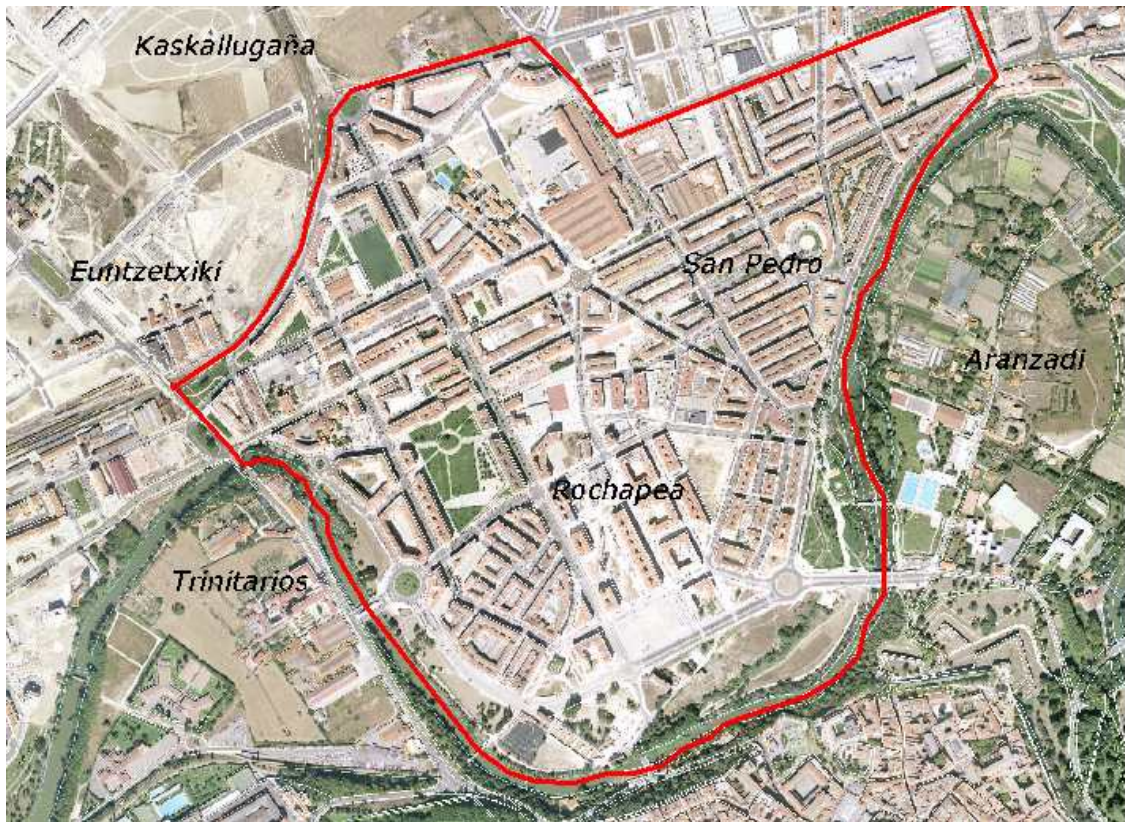 Kaskallugaña
Euntzetxiki
San Pedro
Aranzadi
Rochapea
Trinitarios